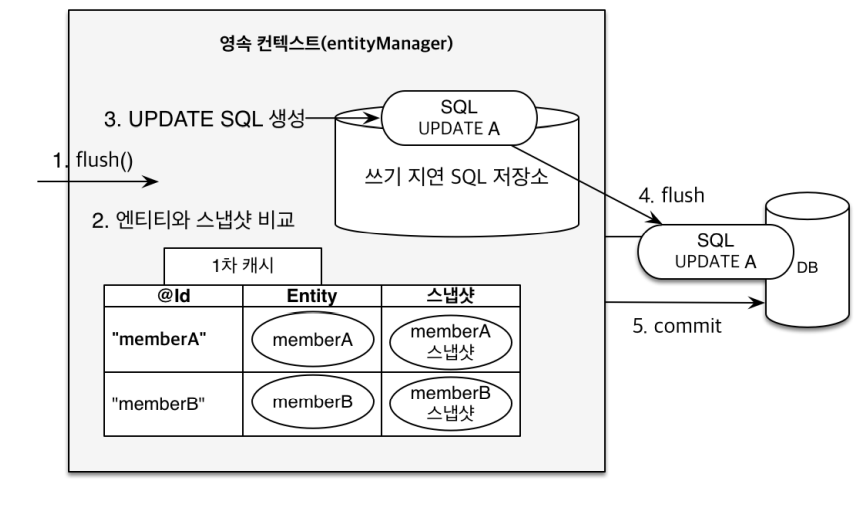 영속 컨텍스트(entityManager)
3. UPDATE SQL 생성
SQL
UPDATE A
1. flush()
쓰기 지연 SQL 저장소
4. flush
2. 엔티티와 스냅샷 비교
SQL
UPDATE A
DB
1차 캐시
@Id Entity 스냅샷
5. commit
"memberA" memberA memberA
스냅샷
"memberB" memberB memberB
스냅샷